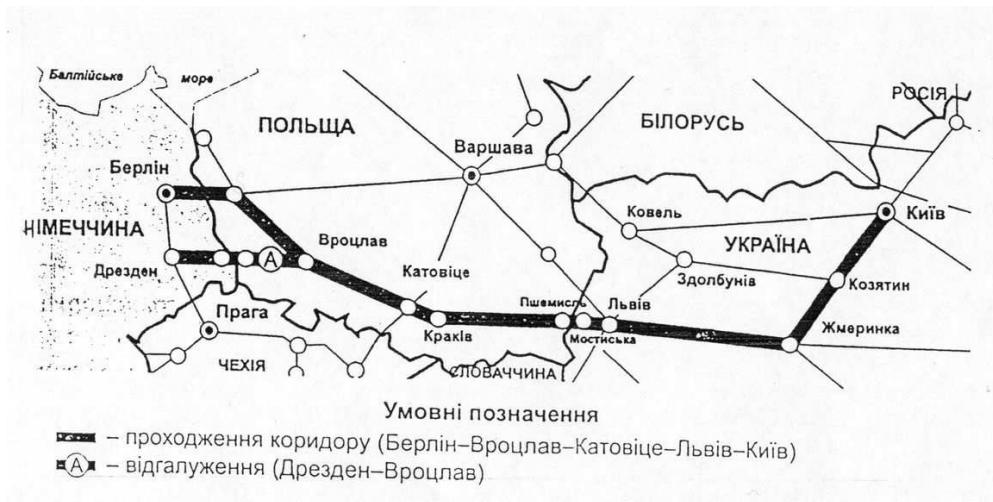 Балтійське море
РОСІЯ
ПОЛЬЩА
БІЛОРУСЬ
Варшава
Берлін
Ковель
Київ
НІМЕЧЧИНА
Вроцлав
УКРАЇНА
Дрезден
Катовіце
Здолбунів
Козятин
Прага
Пшемисль
Львів
Краків
Мостиська
Жмеринка
ЧЕХІЯ
СЛОВАЧЧИНА
Умовні позначення
– проходження коридору (Берлін–Вроцлав–Катовіце–Львів–Київ)
А – відгалуження (Дрезден–Вроцлав)
А